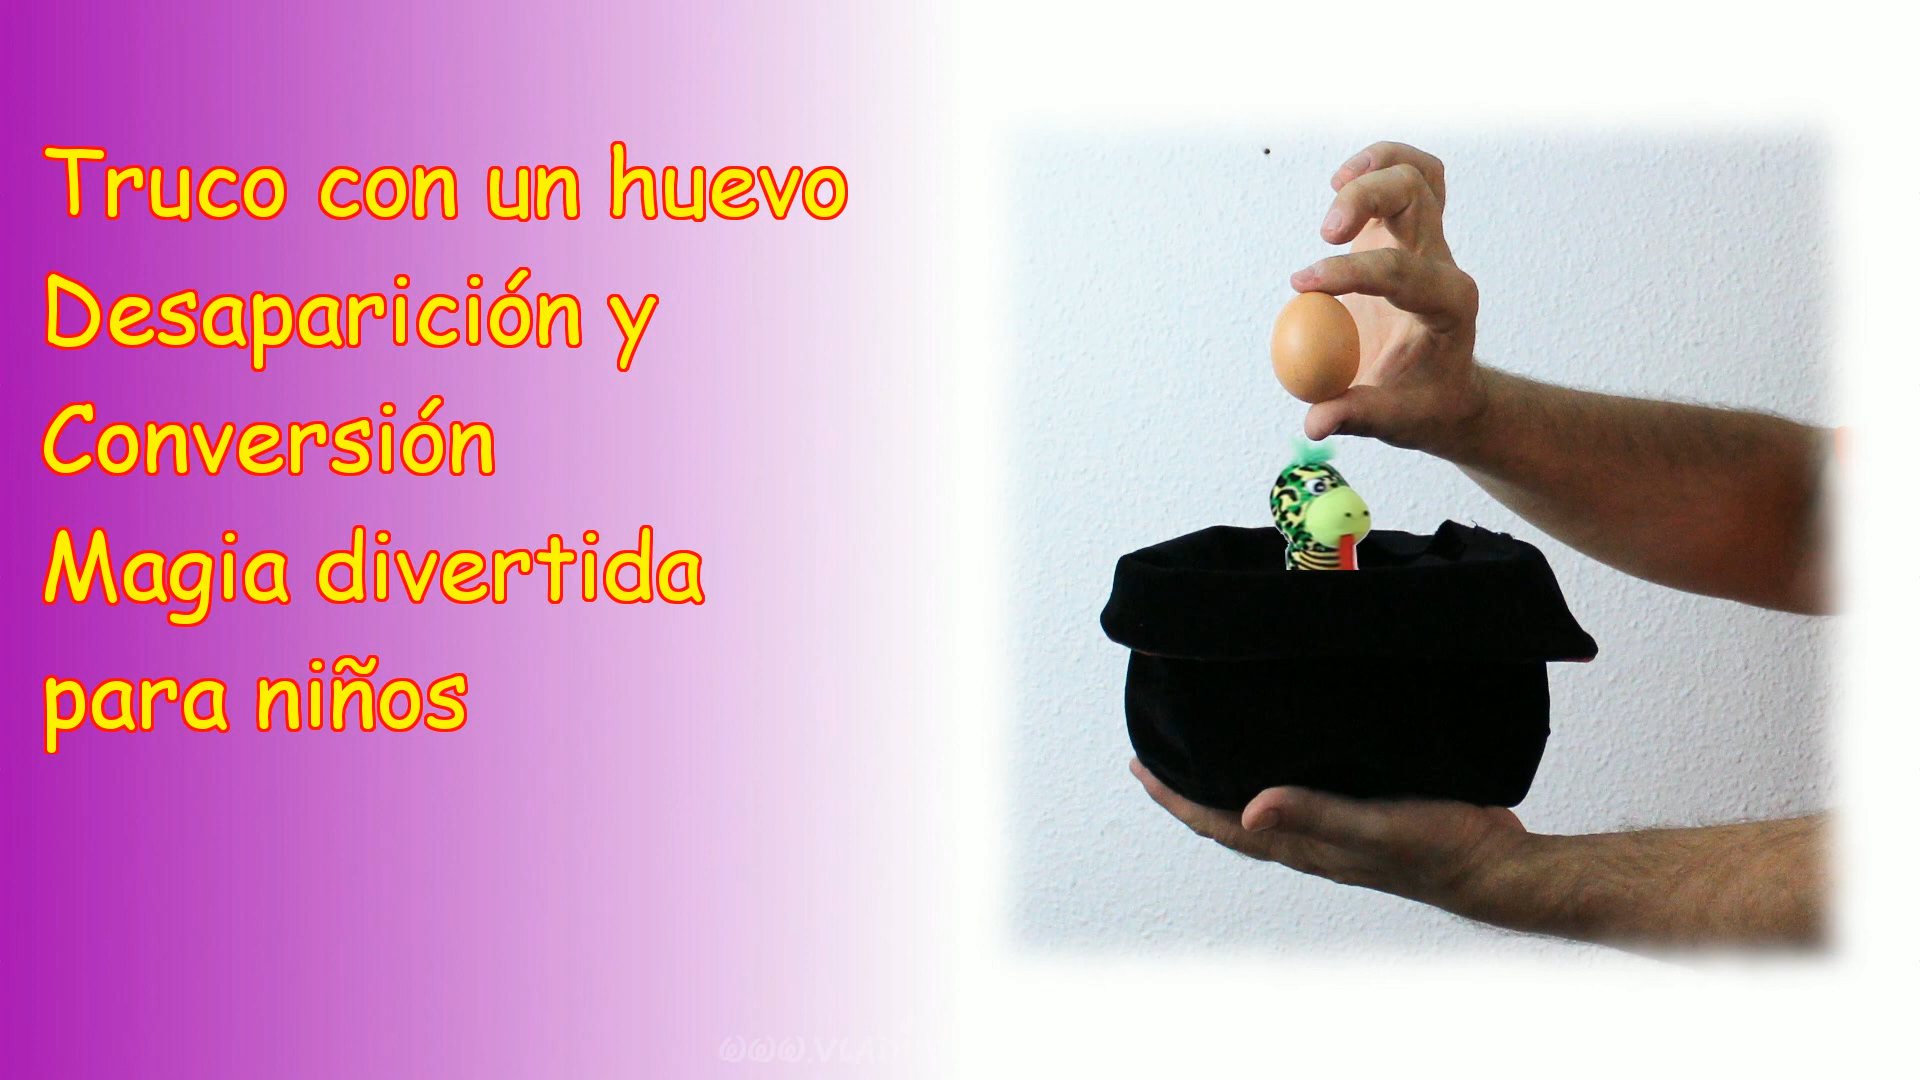 Truco con un huevo
Desaparición y
Conversión
Magia divertida
para niños